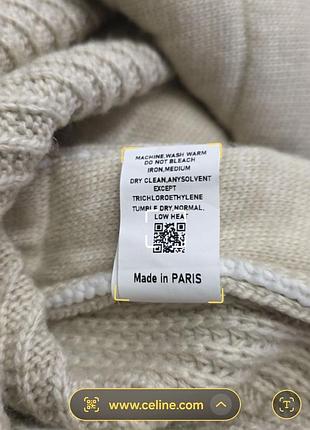 MACHINE,WASH WARM
DO NOT BLEACH
IRON,MEDIUM
DRY CLEAN,ANYSOLVENT
EXCEPT
TRICHLOROETHYLENE
TUMBLE DRY,NORMAL,
LOW HEAT
Made in PARIS
www.celine.com
T